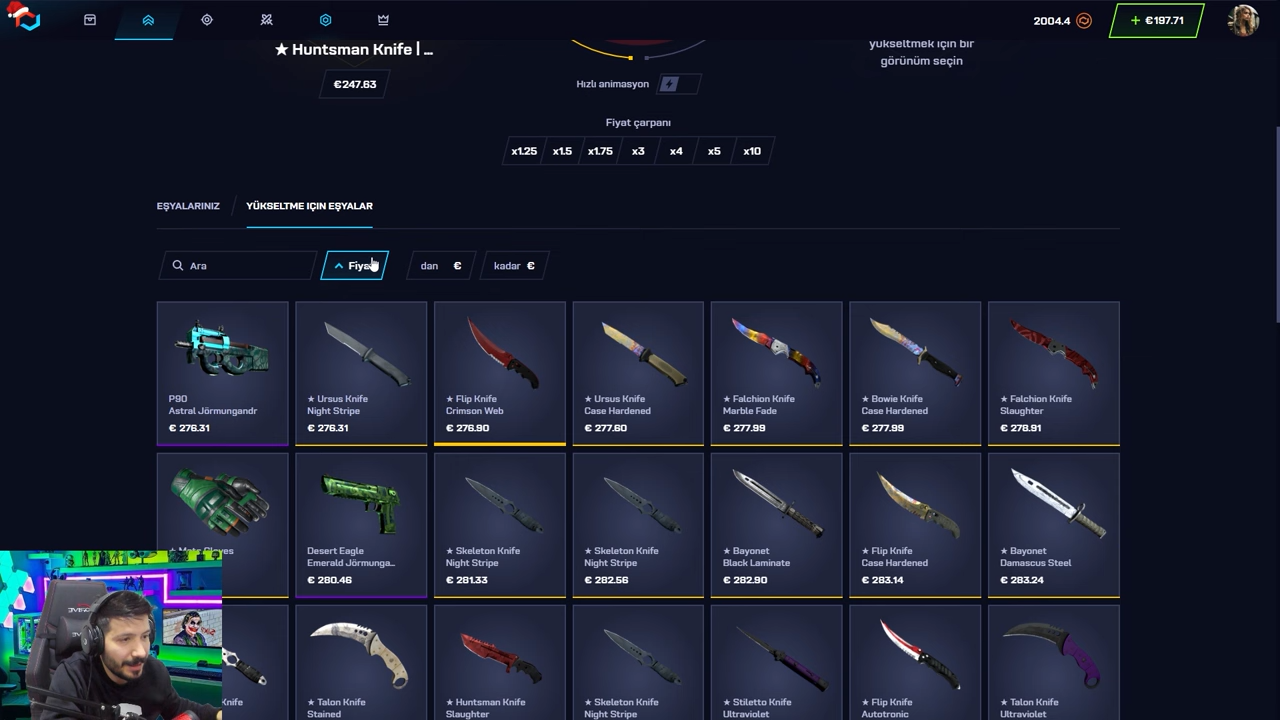 2004.4
+ €197.71
★ Huntsman Knife | ...
€247.63
Hızlı animasyon
yükseltmek için bir
görünüm seçin
Fiyat çarpanı
x1.25 x1.5 x1.75 x3 x4 x5 x10
EŞYALARINIZ
YÜKSELTME IÇIN EŞYALAR
Ara
dan €
kadar €
P90
Astral Jörmungandr
€ 276.31
★ Ursus Knife
Night Stripe
€ 276.31
★ Flip Knife
Crimson Web
€ 276.90
★ Ursus Knife
Case Hardened
€ 277.60
★ Falchion Knife
Marble Fade
€ 277.99
★ Bowie Knife
Case Hardened
€ 277.99
★ Falchion Knife
Slaughter
€ 278.91
Desert Eagle
Emerald Jörmunga...
€ 280.46
★ Skeleton Knife
Night Stripe
€ 281.33
★ Skeleton Knife
Night Stripe
€ 282.56
★ Bayonet
Black Laminate
€ 282.90
★ Flip Knife
Case Hardened
€ 283.14
★ Bayonet
Damascus Steel
€ 283.24
★ Talon Knife
Stained
★ Huntsman Knife
Slaughter
★ Skeleton Knife
Night Stripe
★ Stiletto Knife
Ultraviolet
★ Flip Knife
Autotronic
★ Talon Knife
Ultraviolet